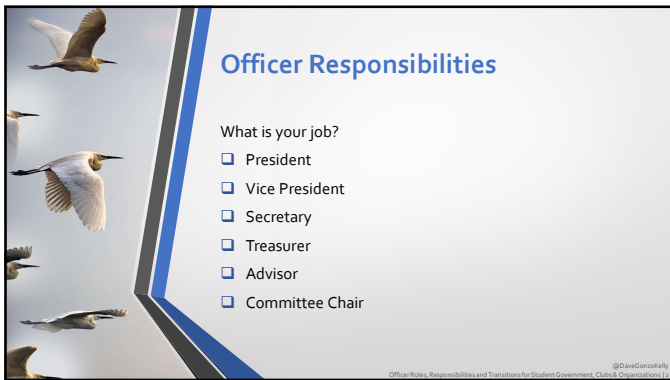 Officer Responsibilities
What is your job?
❑ President
❑ Vice President
❑ Secretary
❑ Treasurer
❑ Advisor
❑ Committee Chair
@DaveGonzoKelly
Officer Roles, Responsibilities and Transitions for Student Government, Clubs & Organizations | 2